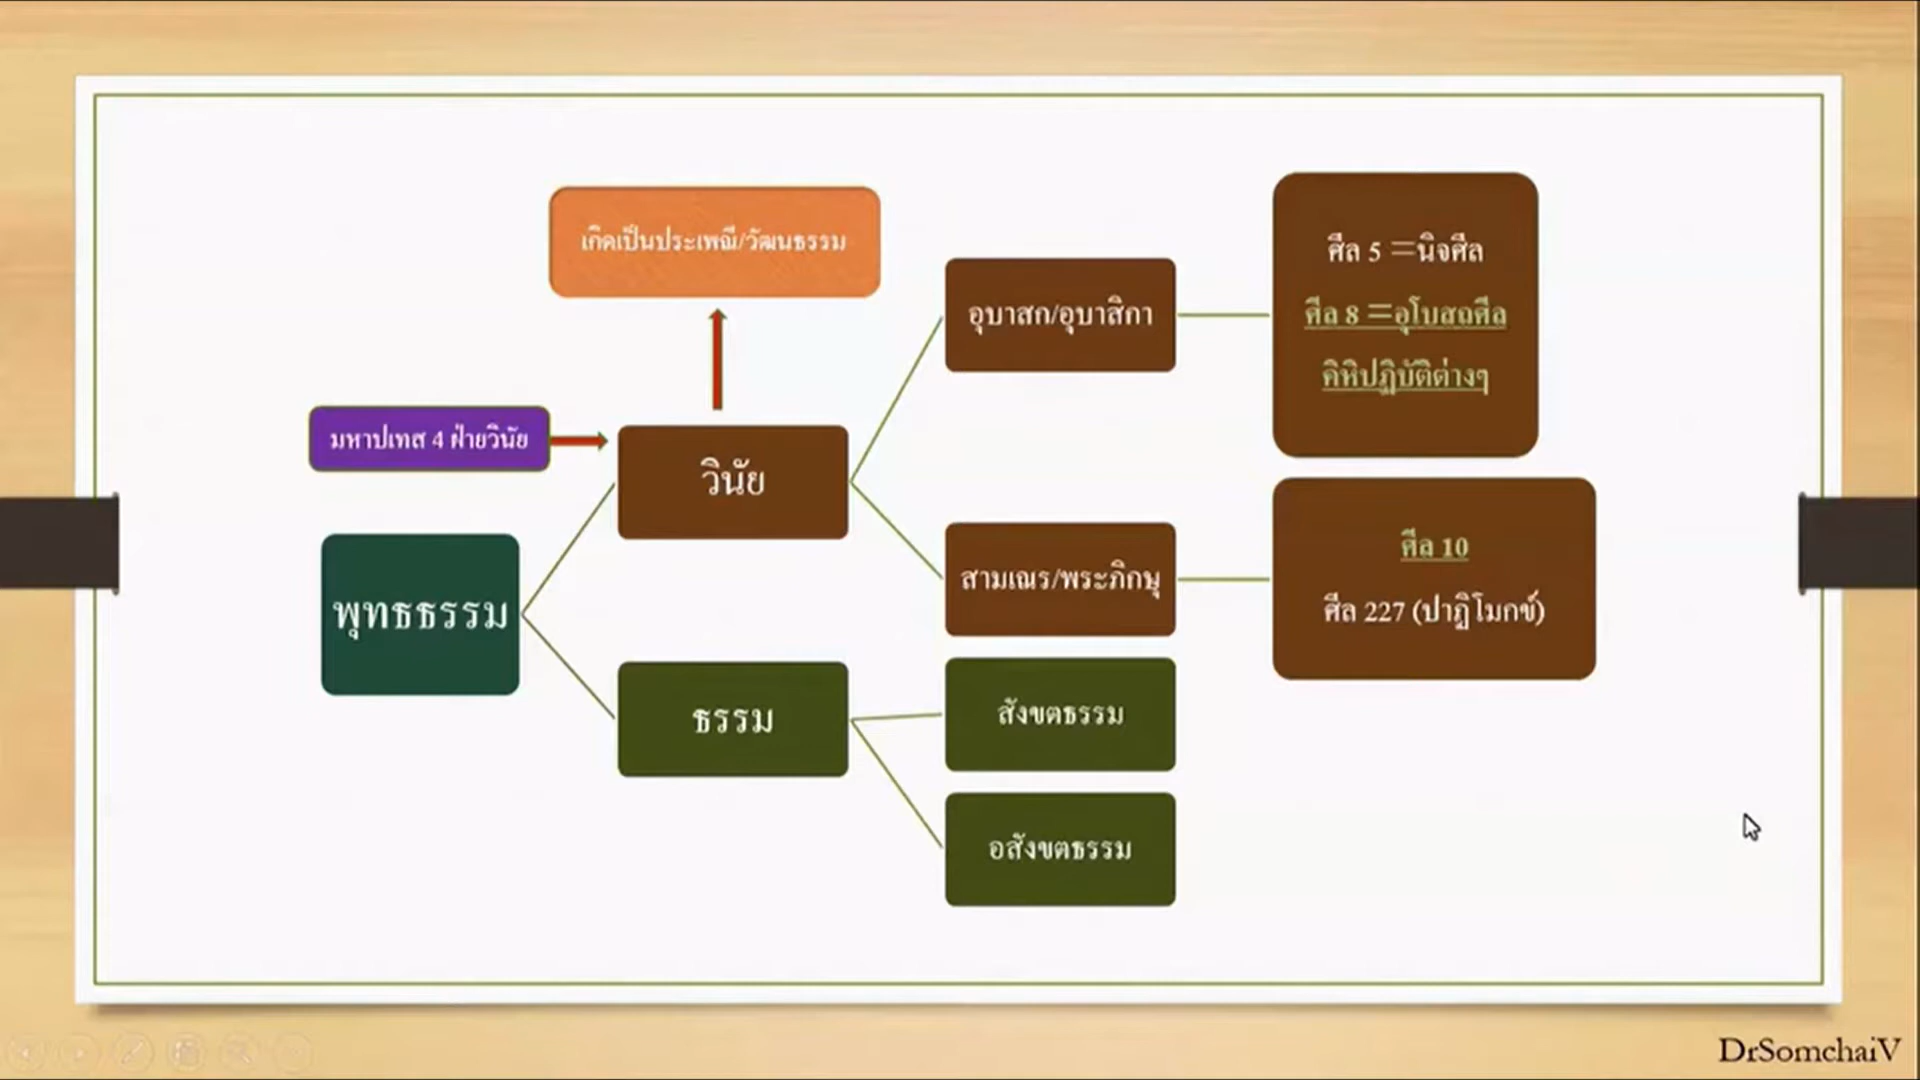 เกิดเป็นประเพณี/วัฒนธรรม
มหาปเทส 4 ฝ่ายวินัย
พุทธธรรม
วินัย
ธรรม
อุบาสก/อุบาสิกา
ศีล 5 =นิจศีล
ศีล 8 =อุโบสถศีล
คิหิปฏิบัติต่างๆ
สามเณร/พระภิกษุ
ศีล 10
ศีล 227 (ปาฏิโมกข์)
สังขตธรรม
อสังขตธรรม
DrSomchaiV